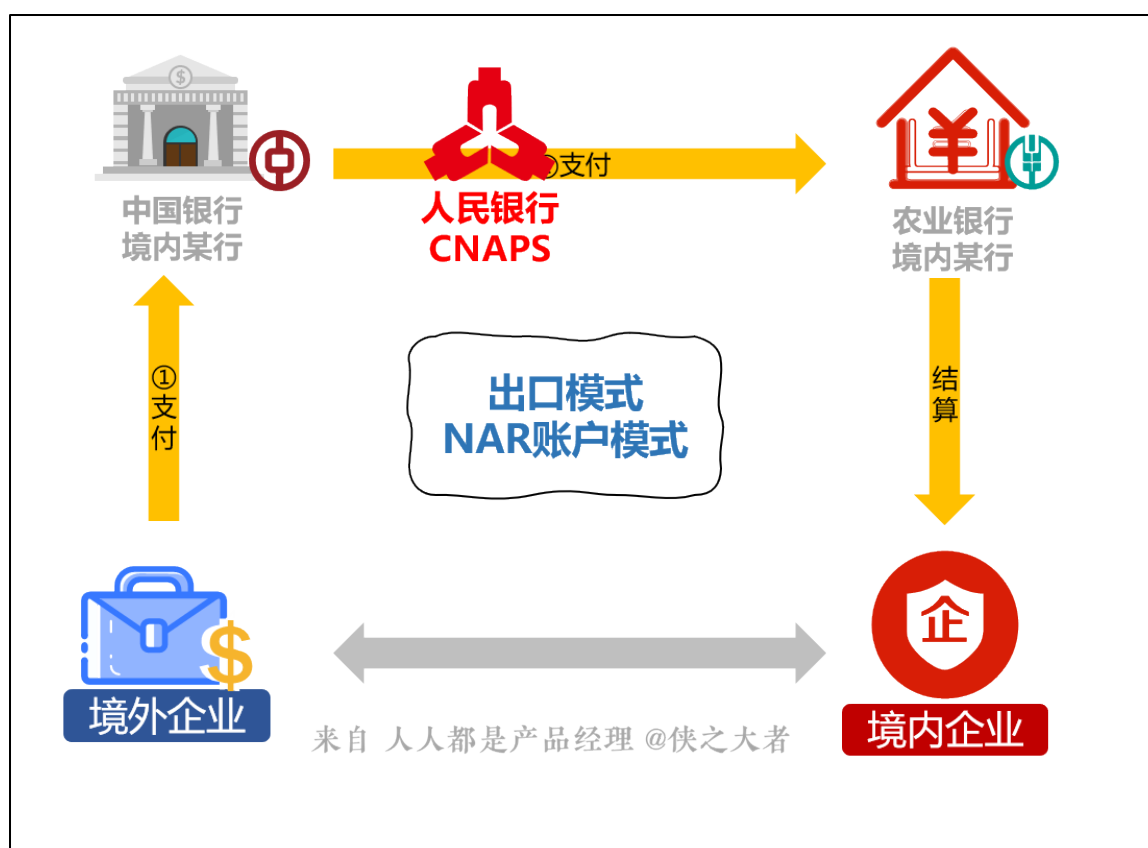 中国银行
境内某行
人民银行
CNAPS
支付
农业银行
境内某行
①
支
付
出口模式
NAR账户模式
结
算
企
境外企业
境内企业
来自 人人都是产品经理 @侠之大者